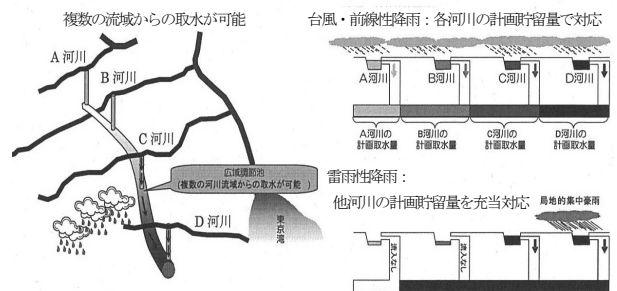 複数の流域からの取水が可能
A河川
B河川
C河川
広域調節池
(複数の河川流域からの取水が可能)
D河川
東京湾
台風・前線性降雨：各河川の計画貯留量で対応
A河川
B河川
C河川
D河川
A河川の
計画取水量
B河川の
計画取水量
C河川の
計画取水量
D河川の
計画取水量
雷雨性降雨：
他河川の計画貯留量を充当対応
局地的集中豪雨
流入なし
流入なし